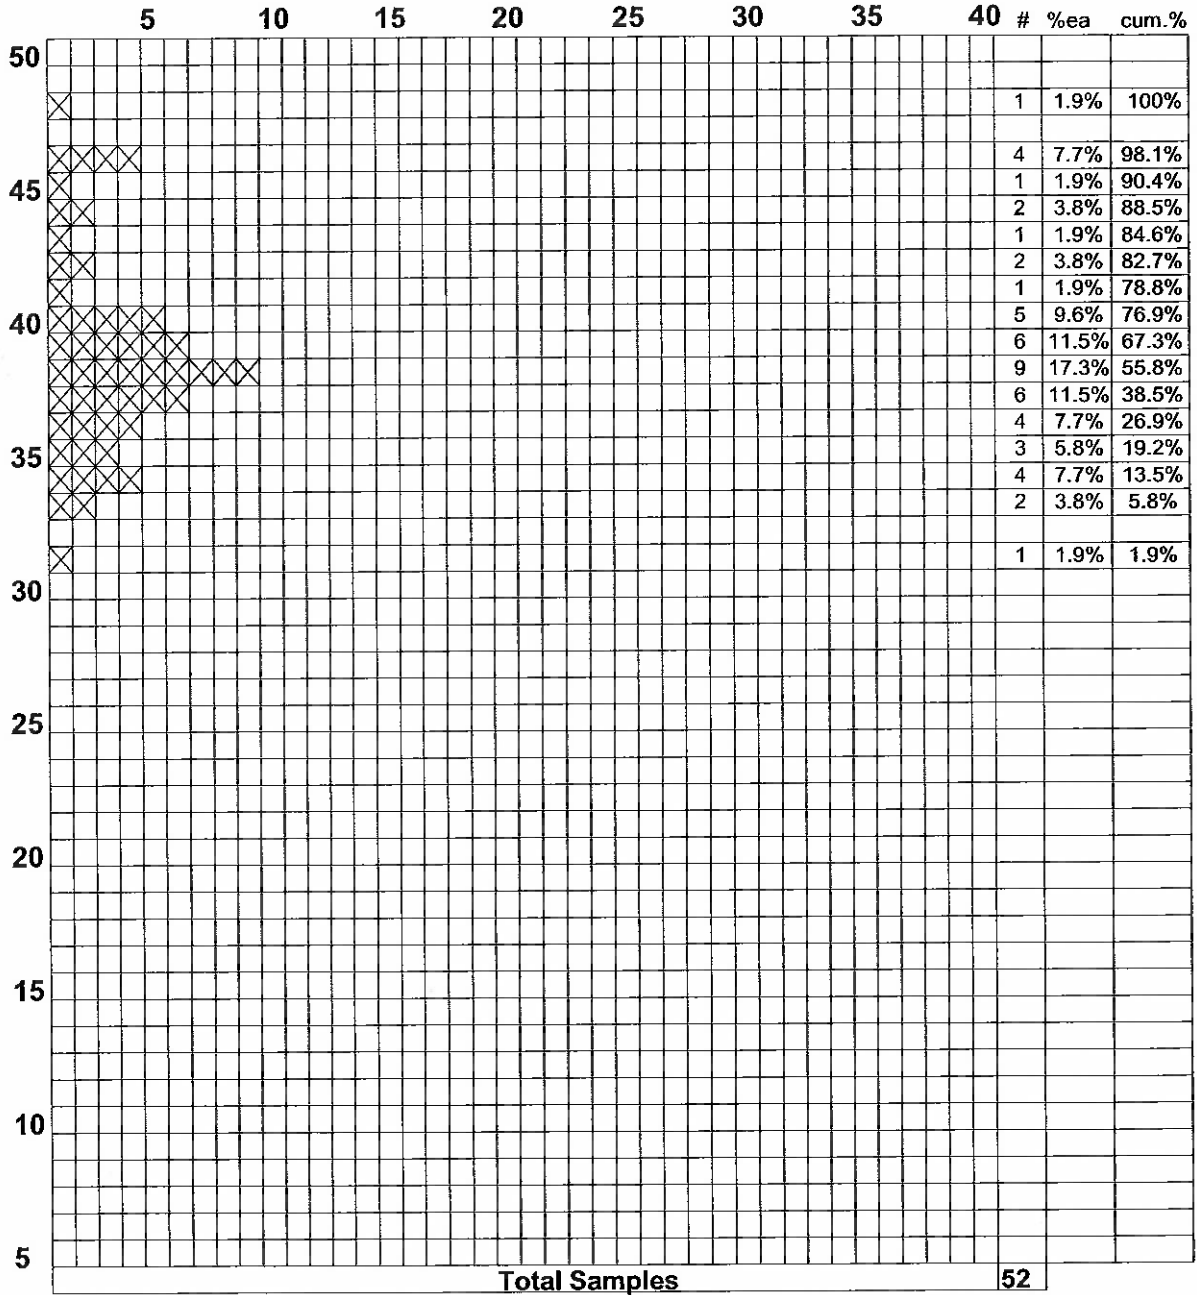 5 10 15 20 25 30 35 40 # %ea cum.%
50
1 1.9% 100%
4 7.7% 98.1%
45 1 1.9% 90.4%
2 3.8% 88.5%
1 1.9% 84.6%
2 3.8% 82.7%
1 1.9% 78.8%
40 5 9.6% 76.9%
6 11.5% 67.3%
9 17.3% 55.8%
6 11.5% 38.5%
4 7.7% 26.9%
35 3 5.8% 19.2%
4 7.7% 13.5%
2 3.8% 5.8%
1 1.9% 1.9%
30
25
20
15
10
5
Total Samples 52